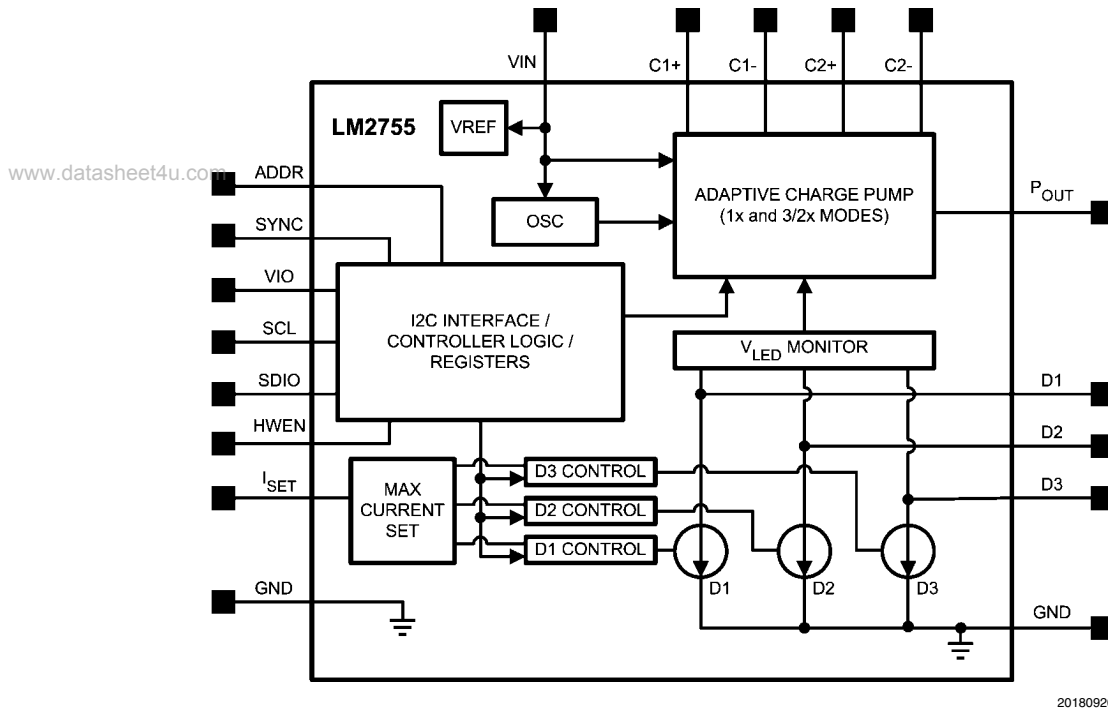 VIN
C1+
C1-
C2+
C2-
LM2755
VREF
www.datasheet4u.com
ADDR
ADAPTIVE CHARGE PUMP
(1x and 3/2x MODES)
POUT
OSC
SYNC
VIO
I2C INTERFACE /
CONTROLLER LOGIC /
REGISTERS
SCL
VLED MONITOR
SDIO
D1
HWEN
D2
ISET
MAX
CURRENT
SET
D3 CONTROL
D3
D2 CONTROL
D1 CONTROL
D1
D2
D3
GND
GND
2018092